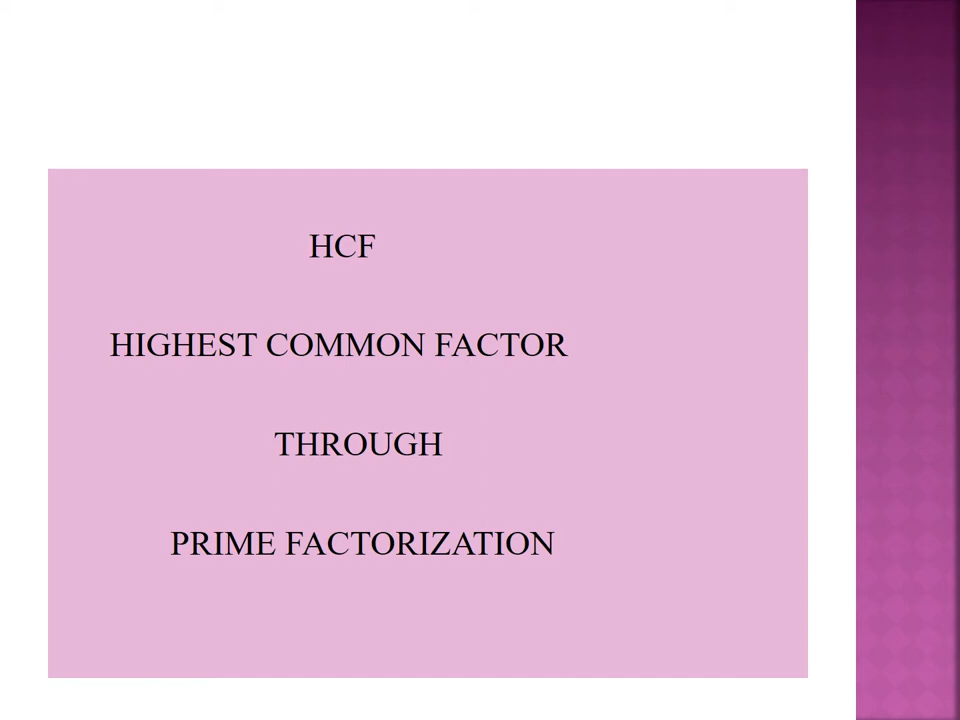 HCF
HIGHEST COMMON FACTOR
THROUGH
PRIME FACTORIZATION